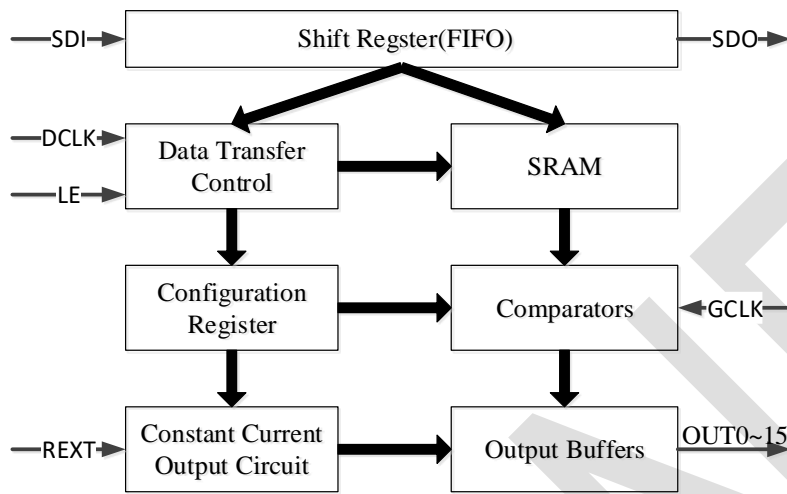 SDI
Shift Regster(FIFO)
SDO
DCLK
LE
Data Transfer
Control
SRAM
Configuration
Register
Comparators
GCLK
REXT
Constant Current
Output Circuit
Output Buffers
OUT0~15